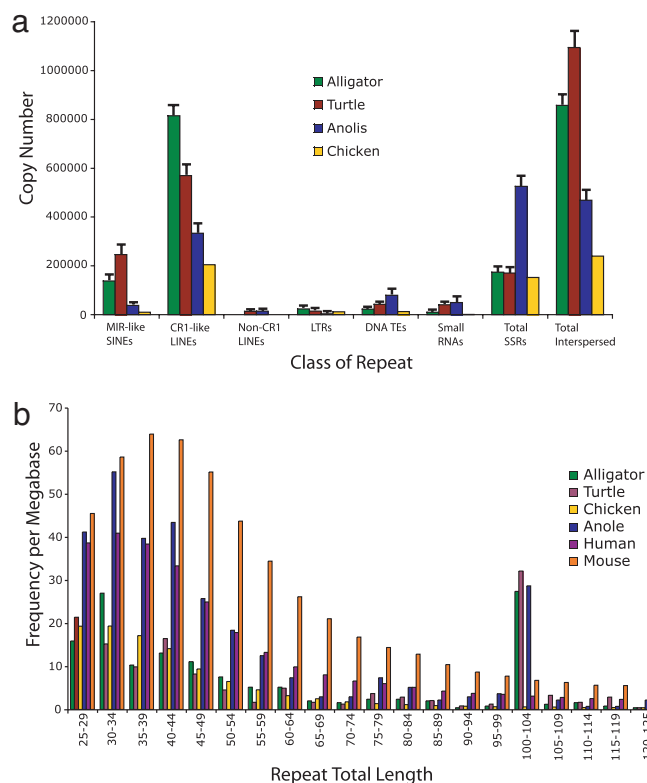 a
1200000
1000000
800000
600000
400000
200000
0
Copy Number
Alligator
Turtle
Anolis
Chicken
MIR-like
SINEs
CR1-like
LINEs
Non-CR1
LINEs
LTRs
DNA TEs
Small
RNAs
Total
SSRs
Total
Interspersed
Class of Repeat
b
70
60
50
40
30
20
10
0
Frequency per Megabase
Alligator
Turtle
Chicken
Anole
Human
Mouse
25-29
30-34
35-39
40-44
45-49
50-54
55-59
60-64
65-69
70-74
75-79
80-84
85-89
90-94
95-99
100-104
105-109
110-114
115-119
Repeat Total Length